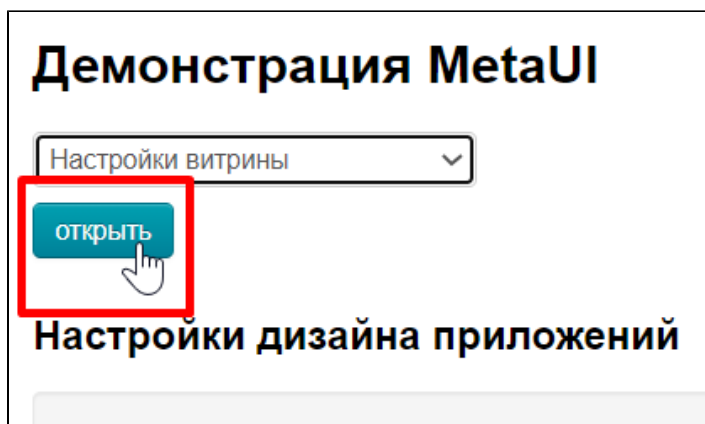 Демонстрация MetaUI
Настройки витрины
открыть
Настройки дизайна приложений